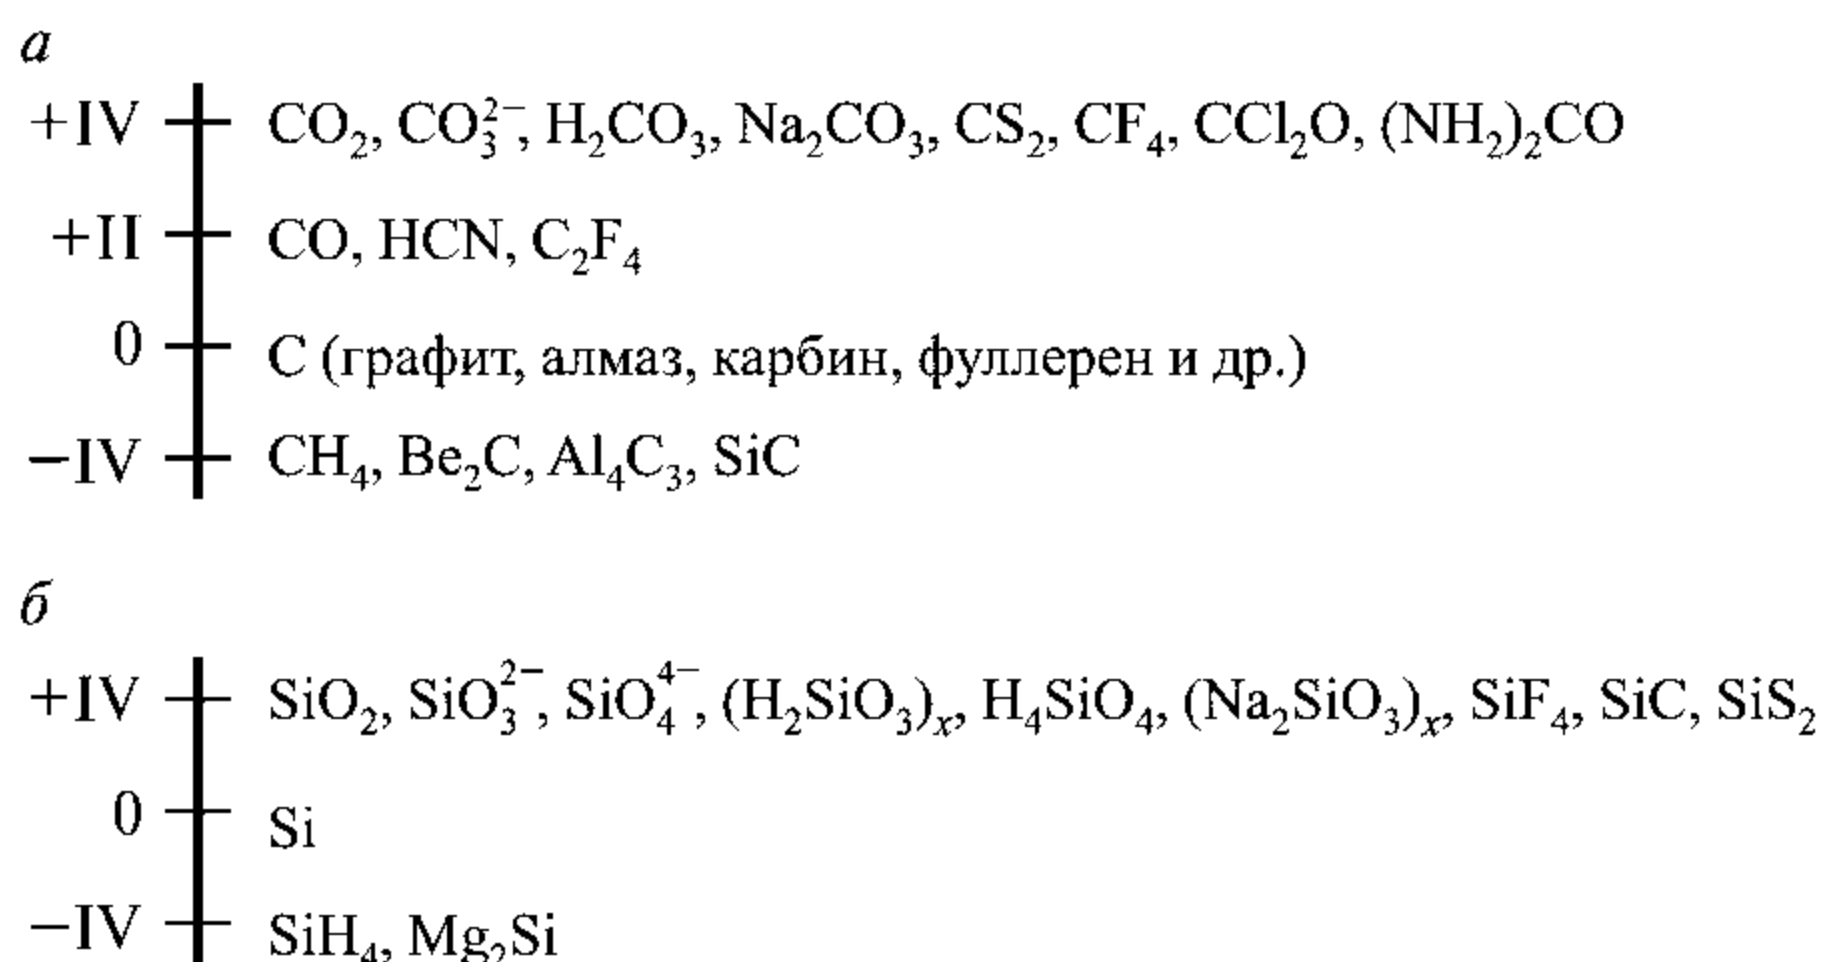 а
+IV CO₂, CO₃²⁻, H₂CO₃, Na₂CO₃, CS₂, CF₄, CCl₂O, (NH₂)₂CO
+II CO, HCN, C₂F₄
0 C (графит, алмаз, карбин, фуллерен и др.)
−IV CH₄, Be₂C, Al₄C₃, SiC
б
+IV SiO₂, SiO₃²⁻, SiO₄⁴⁻, (H₂SiO₃)ₓ, H₄SiO₄, (Na₂SiO₃)ₓ, SiF₄, SiC, SiS₂
0 Si
−IV SiH₄, Mg₂Si